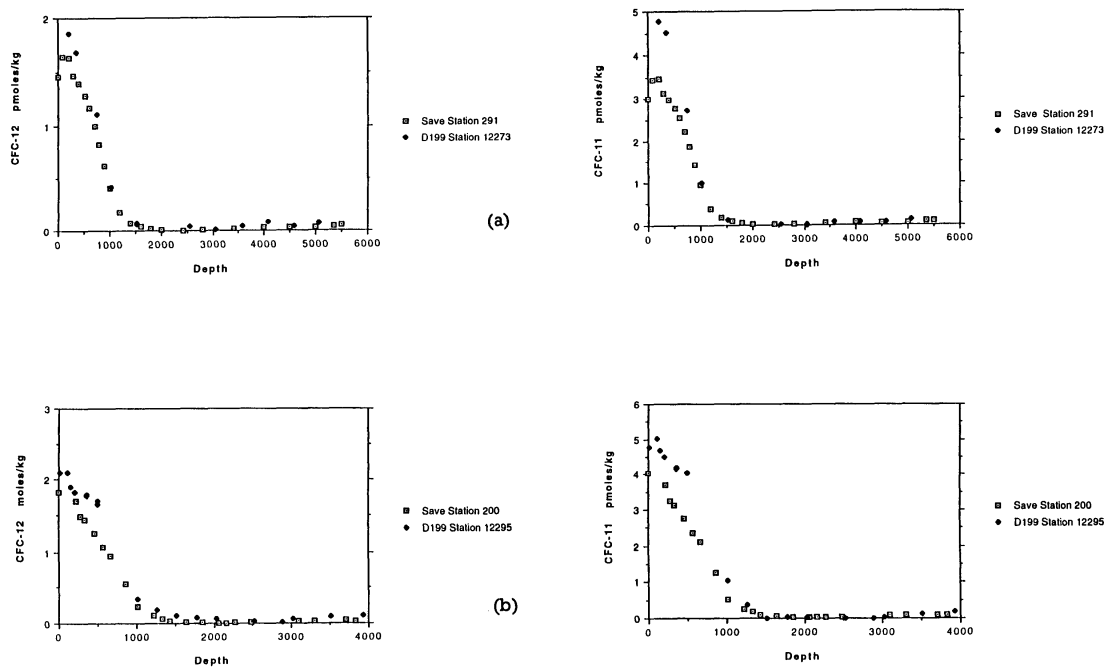 2
1
0
CFC-12 pmoles/kg
0 1000 2000 3000 4000 5000 6000
Depth
Save Station 291
D199 Station 12273
5
4
3
2
1
0
CFC-11 pmoles/kg
0 1000 2000 3000 4000 5000 6000
Depth
Save Station 291
D199 Station 12273
(a)
3
2
1
0
CFC-12 moles/kg
0 1000 2000 3000 4000
Depth
Save Station 200
D199 Station 12295
6
5
4
3
2
1
0
CFC-11 pmoles/kg
0 1000 2000 3000 4000
Depth
Save Station 200
D199 Station 12295
(b)